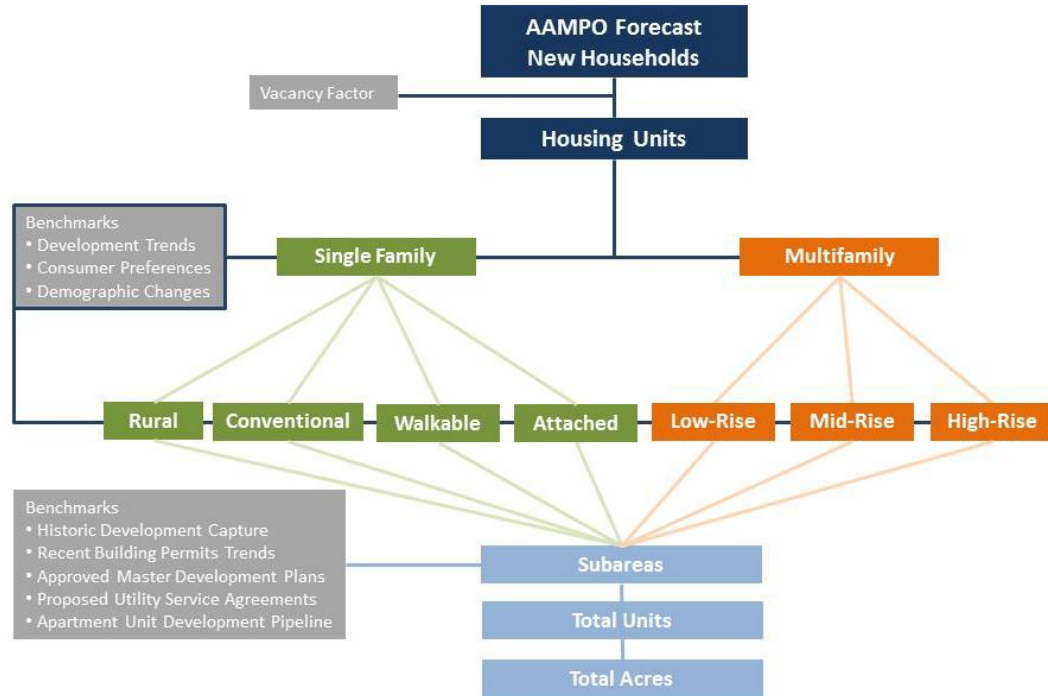 AAMPO Forecast
New Households
Vacancy Factor
Housing Units
Benchmarks
• Development Trends
• Consumer Preferences
• Demographic Changes
Single Family
Multifamily
Rural
Conventional
Walkable
Attached
Low-Rise
Mid-Rise
High-Rise
Benchmarks
• Historic Development Capture
• Recent Building Permits Trends
• Approved Master Development Plans
• Proposed Utility Service Agreements
• Apartment Unit Development Pipeline
Subareas
Total Units
Total Acres